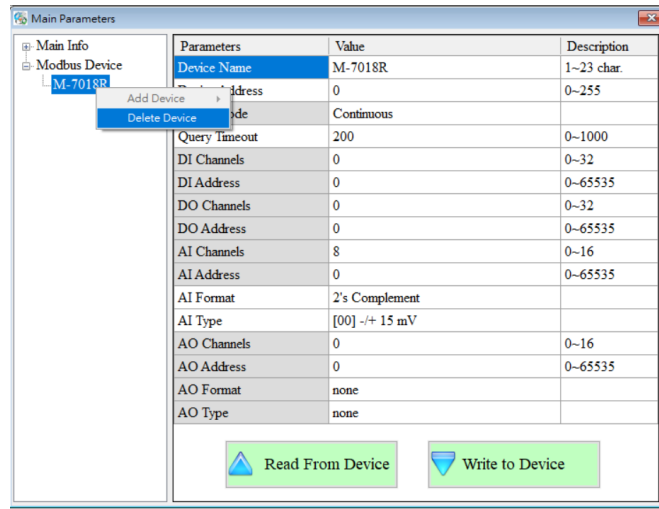 Main Parameters
Main Info
Modbus Device
M-7018R
Add Device
Delete Device
Parameters Value Description
Device Name M-7018R 1~23 char.
Address 0 0~255
Continuous
Query Timeout 200 0~1000
DI Channels 0 0~32
DI Address 0 0~65535
DO Channels 0 0~32
DO Address 0 0~65535
AI Channels 8 0~16
AI Address 0 0~65535
AI Format 2's Complement
AI Type [00] -/+ 15 mV
AO Channels 0 0~16
AO Address 0 0~65535
AO Format none
AO Type none
Read From Device
Write to Device